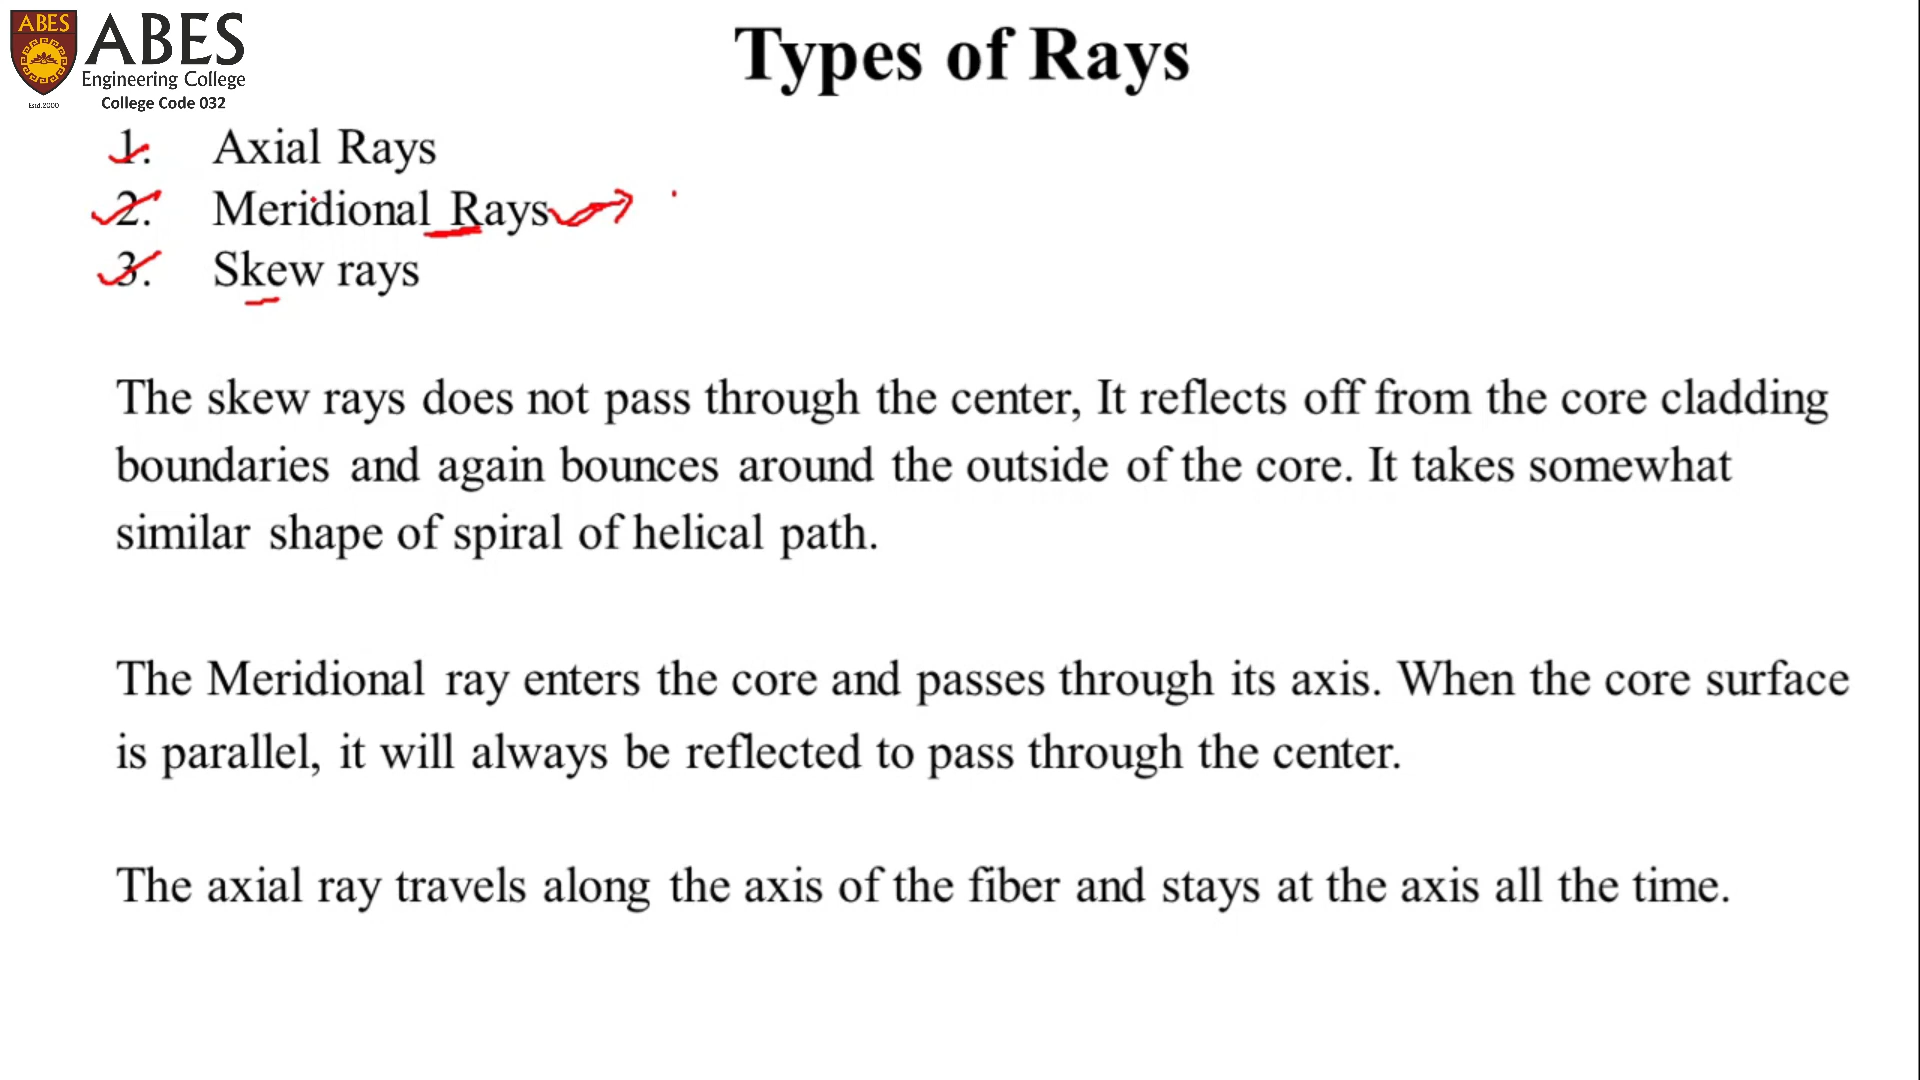 ABES
ABES
Engineering College
Estd.2000
College Code 032
Types of Rays
1. Axial Rays
2. Meridional Rays
3. Skew rays
The skew rays does not pass through the center, It reflects off from the core cladding
boundaries and again bounces around the outside of the core. It takes somewhat
similar shape of spiral of helical path.
The Meridional ray enters the core and passes through its axis. When the core surface
is parallel, it will always be reflected to pass through the center.
The axial ray travels along the axis of the fiber and stays at the axis all the time.